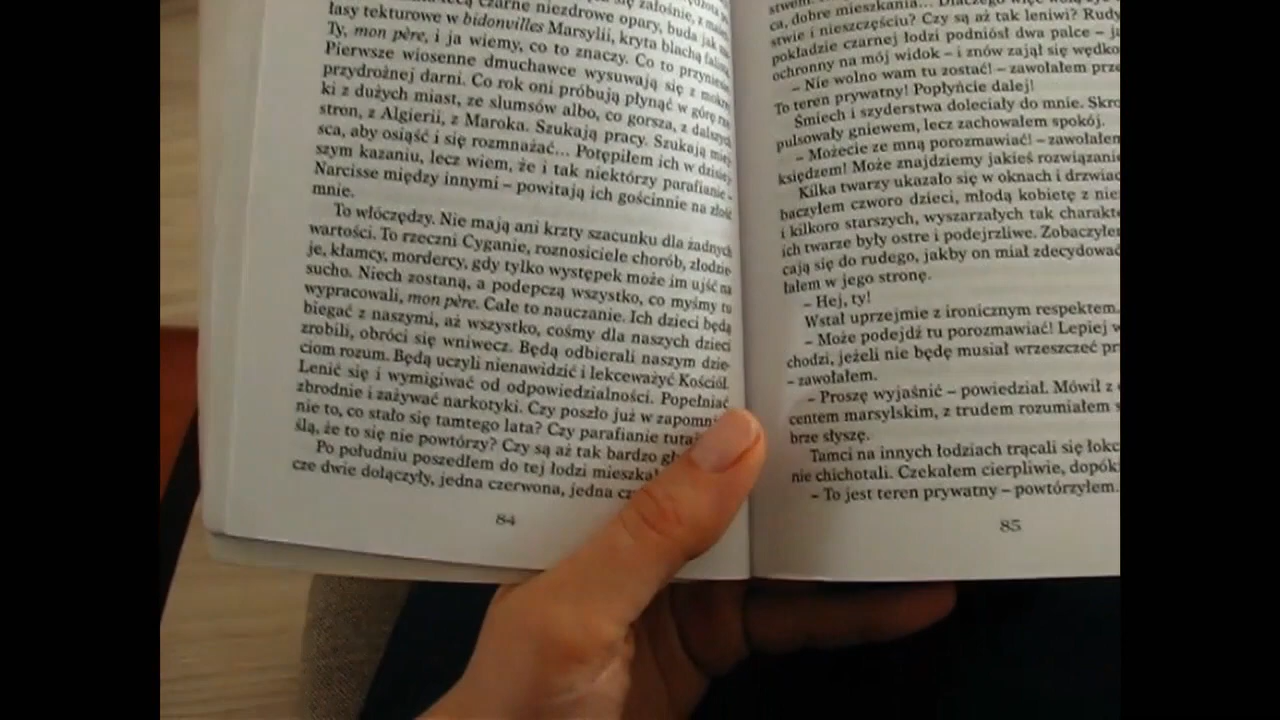 czarne niezdrowe opary, buda jak
łasy tekturowe w bidonvilles Marsylii, kryta blachą
Ty, mon père, i ja wiemy, co to znaczy. Co to przyniesie
Pierwsze wiosenne dmuchawce wysuwają się z mokrej
przydrożnej darni. Co rok oni próbują płynąć w górę
ki z dużych miast, ze slumsów albo, co gorsza, z dalszych
stron, z Algierii, z Maroka. Szukają pracy. Szukają
sca, aby osiąść i się rozmnażać... Potępiłem ich w
szym kazaniu, lecz wiem, że i tak niektórzy parafianie –
Narcisse między innymi – powitają ich gościnnie na złość
mnie.
To włóczędzy. Nie mają ani krzty szacunku dla żadnych
wartości. To rzeczni Cyganie, roznosiciele chorób, złodzie
je, kłamcy, mordercy, gdy tylko występek może im ujść na
sucho. Niech zostaną, a podepczą wszystko, co myśmy tu
wypracowali, mon père. Całe to nauczanie. Ich dzieci będą
biegać z naszymi, aż wszystko, cośmy dla naszych dzieci
zrobili, obróci się wniwecz. Będą odbierali naszym dzie-
ciom rozum. Będą uczyli nienawidzić i lekceważyć Kościół.
Lenić się i wymigiwać od odpowiedzialności. Popełniać
zbrodnie i zażywać narkotyki. Czy poszło już w
nie to, co stało się tamtego lata? Czy parafianie
ślą, że to się nie powtórzy? Czy są aż tak bardzo
Po południu poszedłem do tej łodzi
cze dwie dołączyły, jedna czerwona, jedna
84
ca, dobre mieszkania...
stwie i nieszczęściu? Czy są aż tak leniwi? Rudy
pokładzie czarnej łodzi podniósł dwa palce –
ochronny na mój widok – i znów zajął się
– Nie wolno wam tu zostać! – zawołałem
To teren prywatny! Popłyńcie dalej!
Śmiech i szyderstwa doleciały do mnie.
pulsowały gniewem, lecz zachowałem spokój.
– Możecie ze mną porozmawiać! – zawołałem
księdzem! Może znajdziemy jakieś
Kilka twarzy ukazało się w oknach i
baczyłem czworo dzieci, młodą kobietę z
i kilkoro starszych, wyszarzałych tak
ich twarze były ostre i podejrzliwe.
cają się do rudego, jakby on miał
łałem w jego stronę.
– Hej, ty!
Wstał uprzejmie z ironicznym respektem.
– Może podejdź tu porozmawiać! Lepiej
chodzi, jeżeli nie będę musiał wrzeszczeć
– zawołałem.
– Proszę wyjaśnić – powiedział. Mówił z
centem marsylskim, z trudem rozumiałem
brze słyszę.
Tamci na innych łodziach trącali się
nie chichotali. Czekałem cierpliwie,
– To jest teren prywatny – powtórzyłem.
85